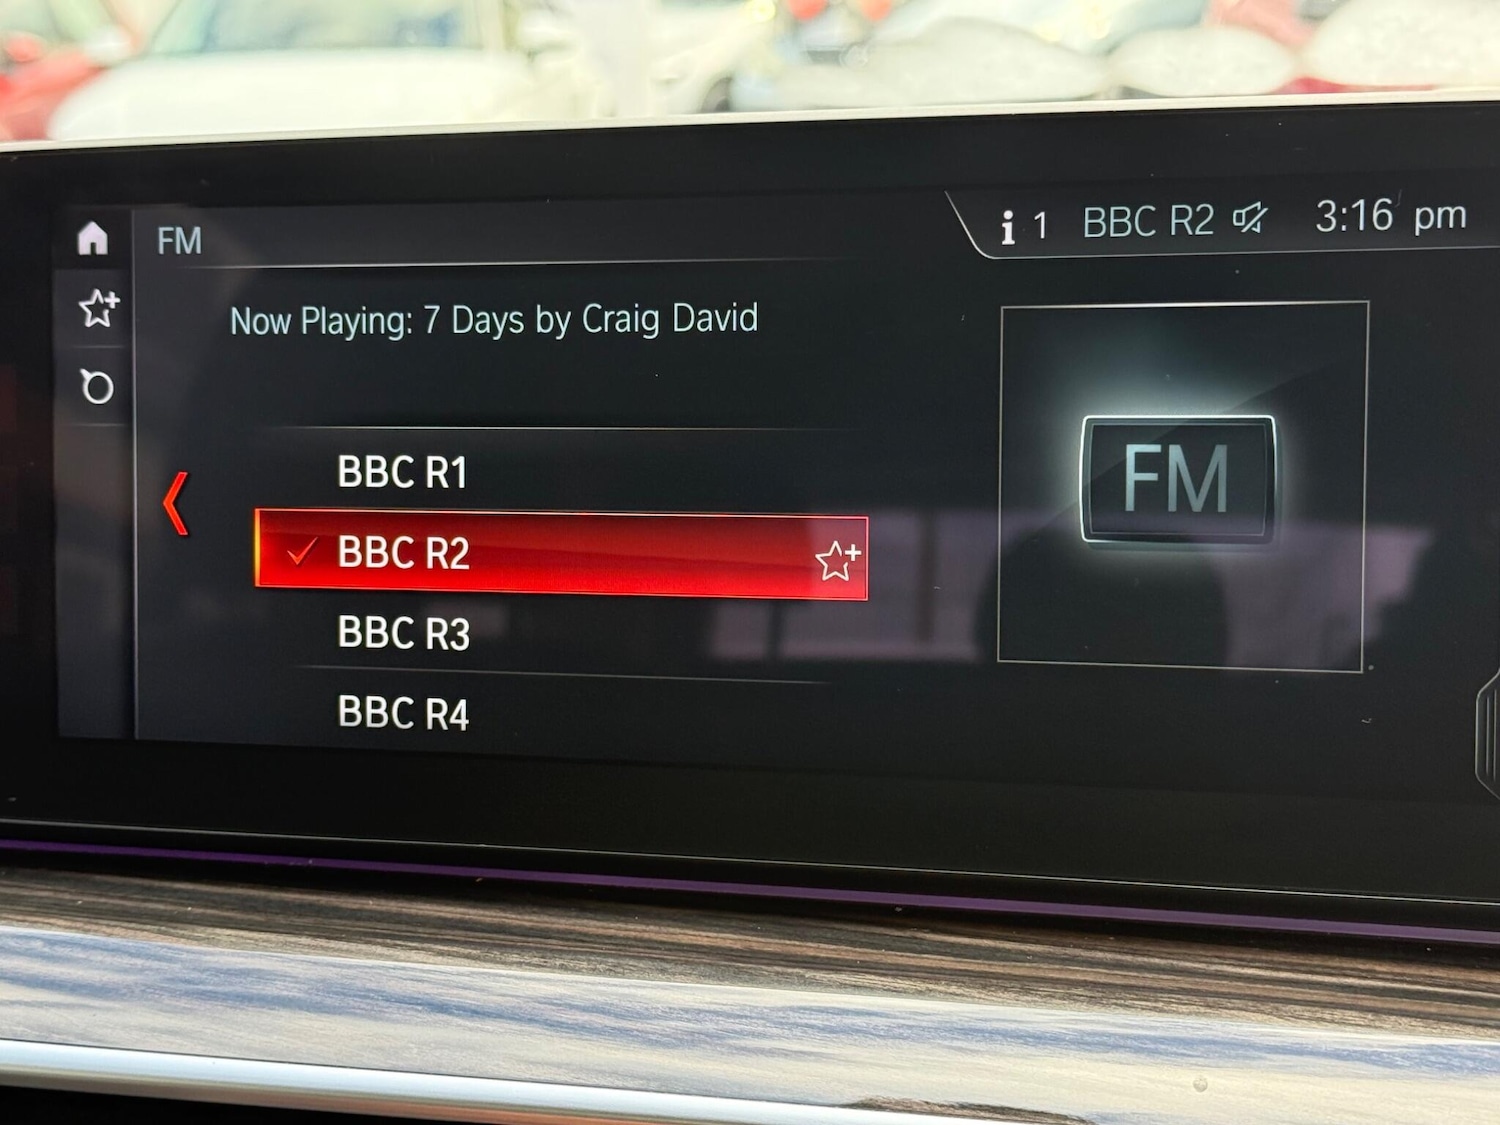 FM
i 1 BBC R2 3:16 pm
Now Playing: 7 Days by Craig David
BBC R1
BBC R2
BBC R3
BBC R4
FM